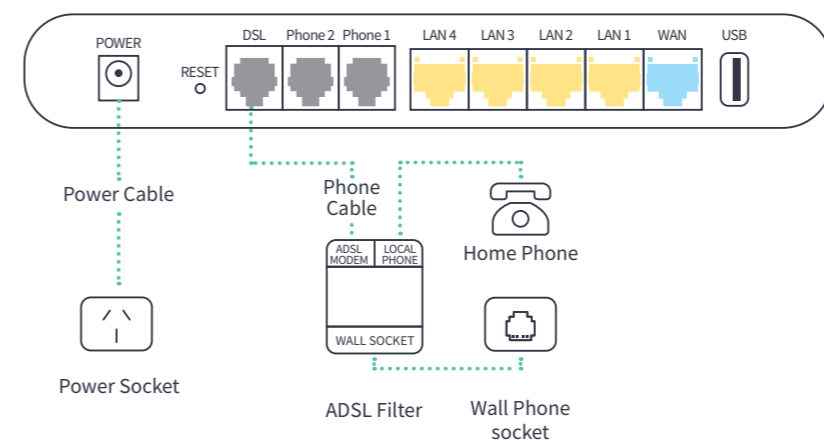 POWER
RESET
DSL
Phone 2
Phone 1
LAN 4
LAN 3
LAN 2
LAN 1
WAN
USB
Power Cable
Phone
Cable
ADSL
MODEM
LOCAL
PHONE
Home Phone
WALL SOCKET
Power Socket
ADSL Filter
Wall Phone
socket